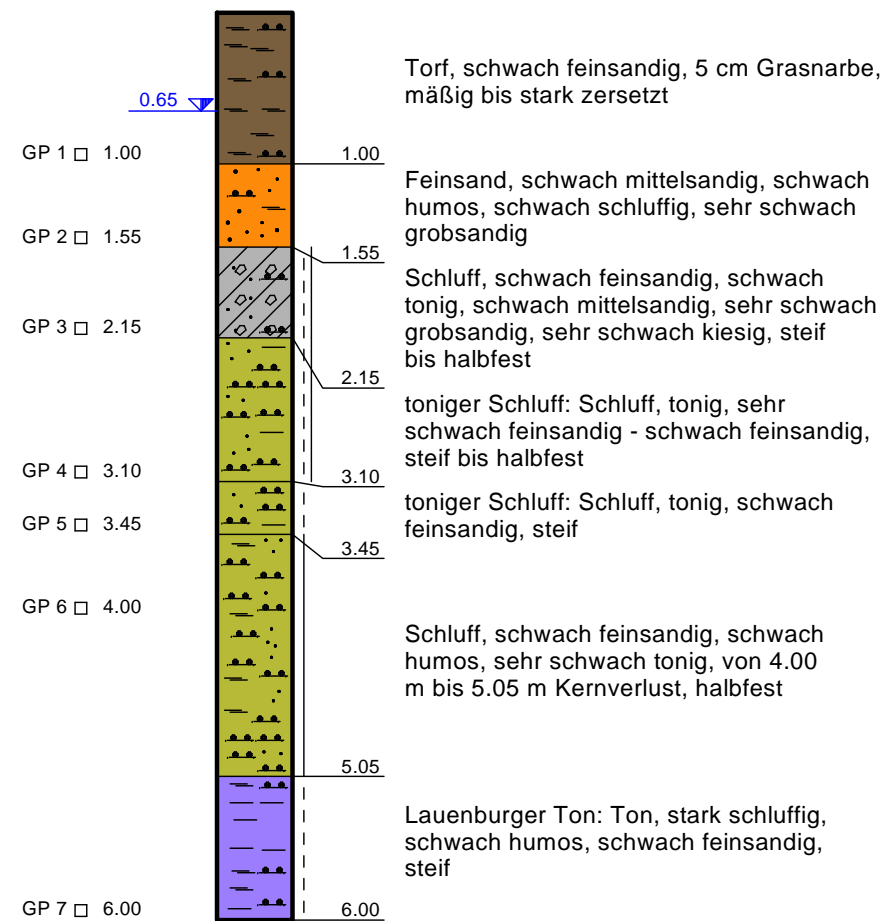 Torf, schwach feinsandig, 5 cm Grasnarbe,
mäßig bis stark zersetzt
0.65
GP 1 1.00
1.00
Feinsand, schwach mittelsandig, schwach
humos, schwach schluffig, sehr schwach
grobsandig
GP 2 1.55
1.55
Schluff, schwach feinsandig, schwach
tonig, schwach mittelsandig, sehr schwach
grobsandig, sehr schwach kiesig, steif
bis halbfest
GP 3 2.15
2.15
toniger Schluff: Schluff, tonig, sehr
schwach feinsandig - schwach feinsandig,
steif bis halbfest
GP 4 3.10
3.10
toniger Schluff: Schluff, tonig, schwach
feinsandig, steif
GP 5 3.45
3.45
GP 6 4.00
Schluff, schwach feinsandig, schwach
humos, sehr schwach tonig, von 4.00
m bis 5.05 m Kernverlust, halbfest
5.05
Lauenburger Ton: Ton, stark schluffig,
schwach humos, schwach feinsandig,
steif
GP 7 6.00
6.00